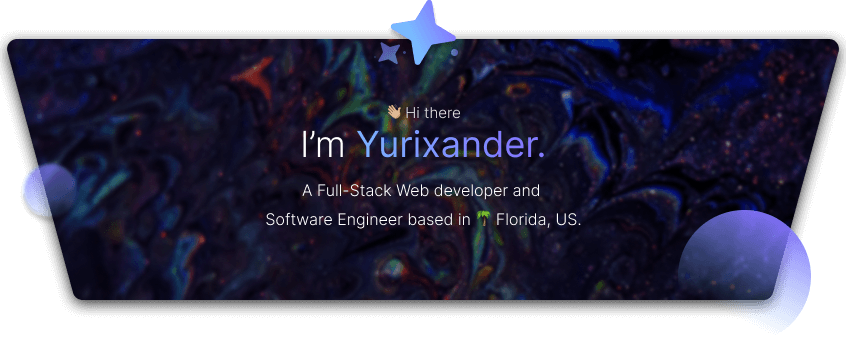 👋 Hi there
I’m Yurixander.
A Full-Stack Web developer and
Software Engineer based in 🌴 Florida, US.